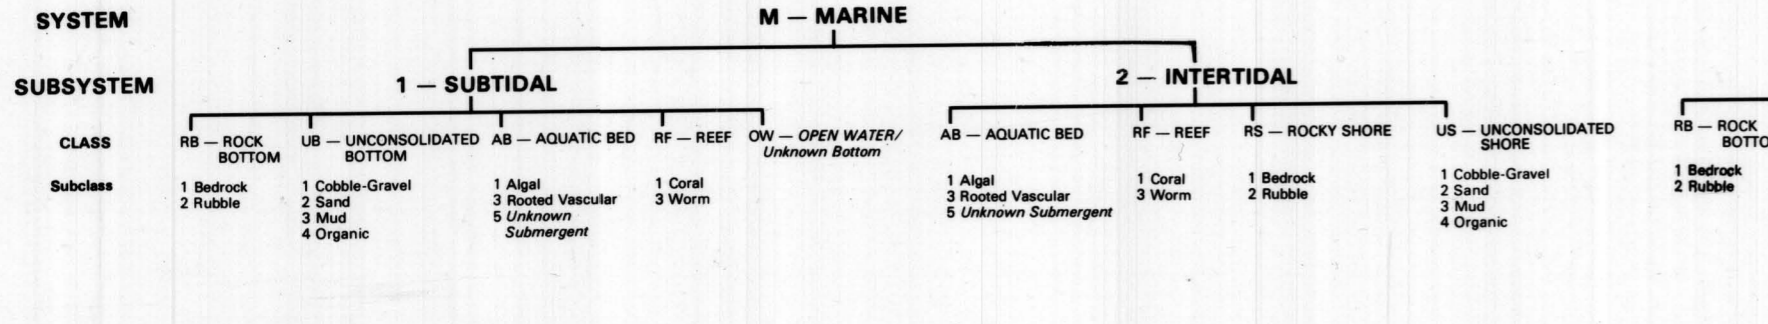 SYSTEM
M — MARINE
SUBSYSTEM
1 — SUBTIDAL
2 — INTERTIDAL
CLASS
RB — ROCK
BOTTOM
UB — UNCONSOLIDATED
BOTTOM
AB — AQUATIC BED
RF — REEF
OW — OPEN WATER/
Unknown Bottom
AB — AQUATIC BED
RF — REEF
RS — ROCKY SHORE
US — UNCONSOLIDATED
SHORE
RB — ROCK
BOTTO
Subclass
1 Bedrock
2 Rubble
1 Cobble-Gravel
2 Sand
3 Mud
4 Organic
1 Algal
3 Rooted Vascular
5 Unknown
Submergent
1 Coral
3 Worm
1 Algal
3 Rooted Vascular
5 Unknown Submergent
1 Coral
3 Worm
1 Bedrock
2 Rubble
1 Cobble-Gravel
2 Sand
3 Mud
4 Organic
1 Bedrock
2 Rubble